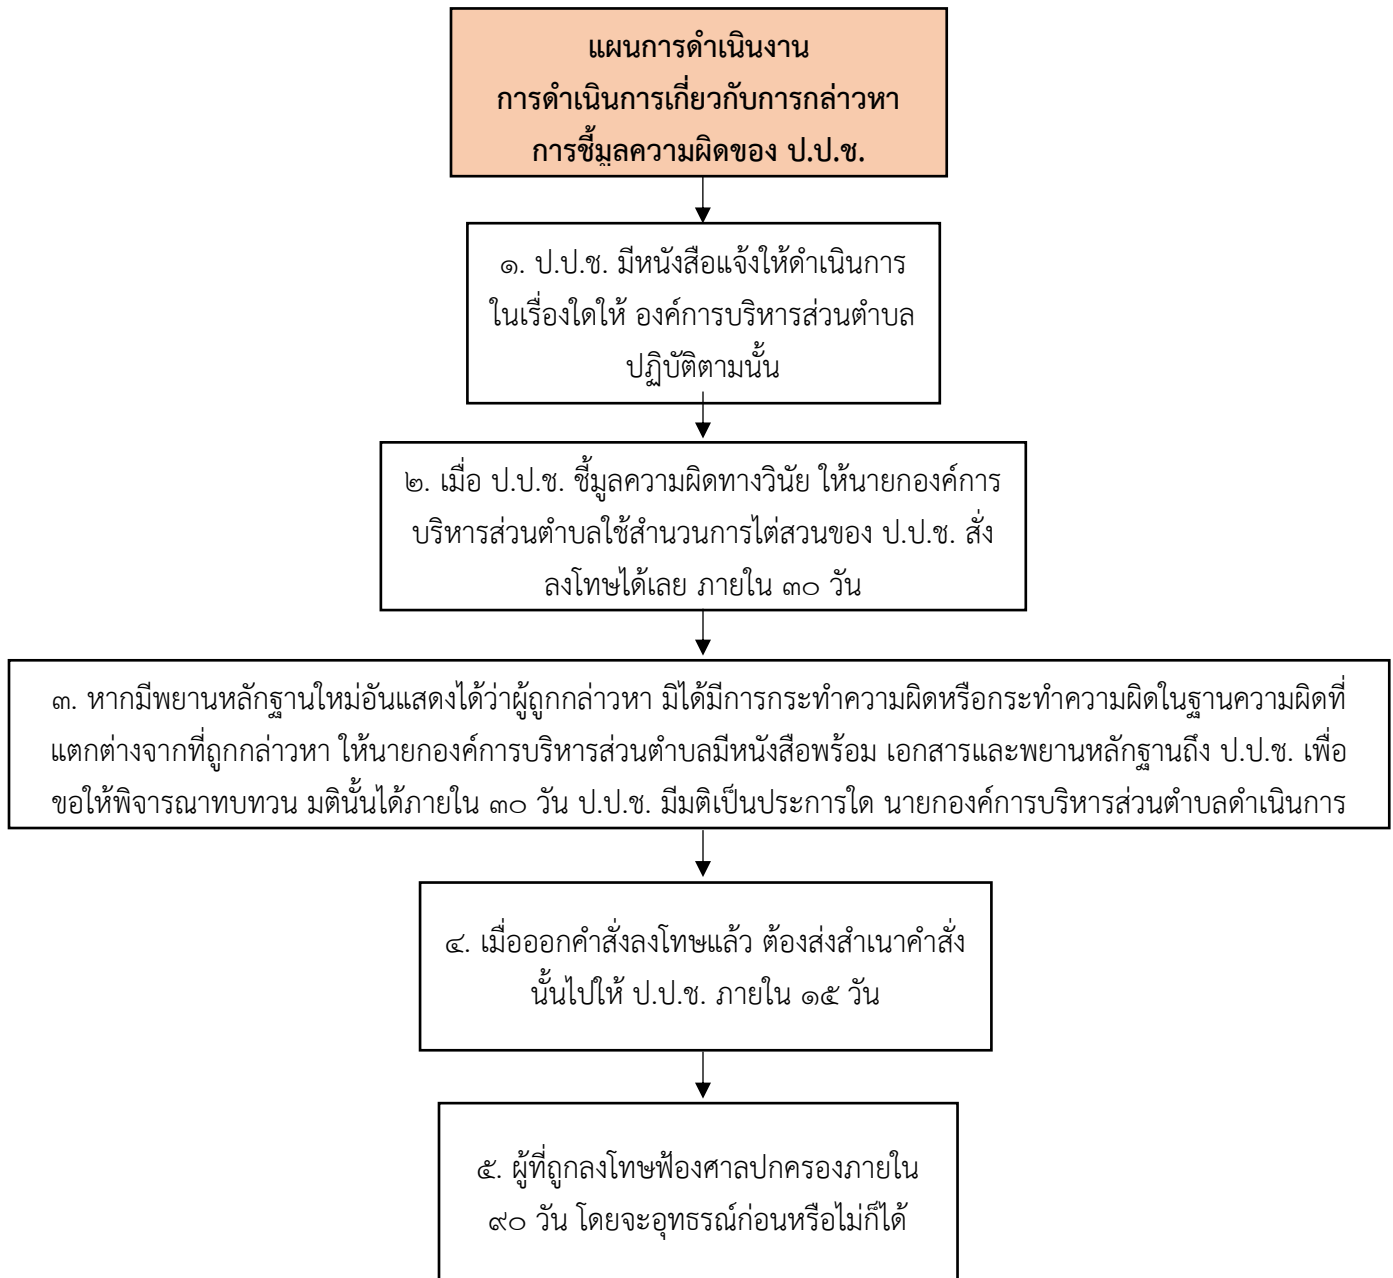 แผนการดำเนินงาน
การดำเนินการเกี่ยวกับการกล่าวหา
การชี้มูลความผิดของ ป.ป.ช.
๑. ป.ป.ช. มีหนังสือแจ้งให้ดำเนินการ
ในเรื่องใดให้ องค์การบริหารส่วนตำบล
ปฏิบัติตามนั้น
๒. เมื่อ ป.ป.ช. ชี้มูลความผิดทางวินัย ให้นายกองค์การ
บริหารส่วนตำบลใช้สำนวนการไต่สวนของ ป.ป.ช. สั่ง
ลงโทษได้เลย ภายใน ๓๐ วัน
๓. หากมีพยานหลักฐานใหม่อันแสดงได้ว่าผู้ถูกกล่าวหา มิได้มีการกระทำความผิดหรือกระทำความผิดในฐานความผิดที่
แตกต่างจากที่ถูกกล่าวหา ให้นายกองค์การบริหารส่วนตำบลมีหนังสือพร้อม เอกสารและพยานหลักฐานถึง ป.ป.ช. เพื่อ
ขอให้พิจารณาทบทวน มตินั้นได้ภายใน ๓๐ วัน ป.ป.ช. มีมติเป็นประการใด นายกองค์การบริหารส่วนตำบลดำเนินการ
๔. เมื่อออกคำสั่งลงโทษแล้ว ต้องส่งสำเนาคำสั่ง
นั้นไปให้ ป.ป.ช. ภายใน ๑๕ วัน
๕. ผู้ที่ถูกลงโทษฟ้องศาลปกครองภายใน
๙๐ วัน โดยจะอุทธรณ์ก่อนหรือไม่ก็ได้